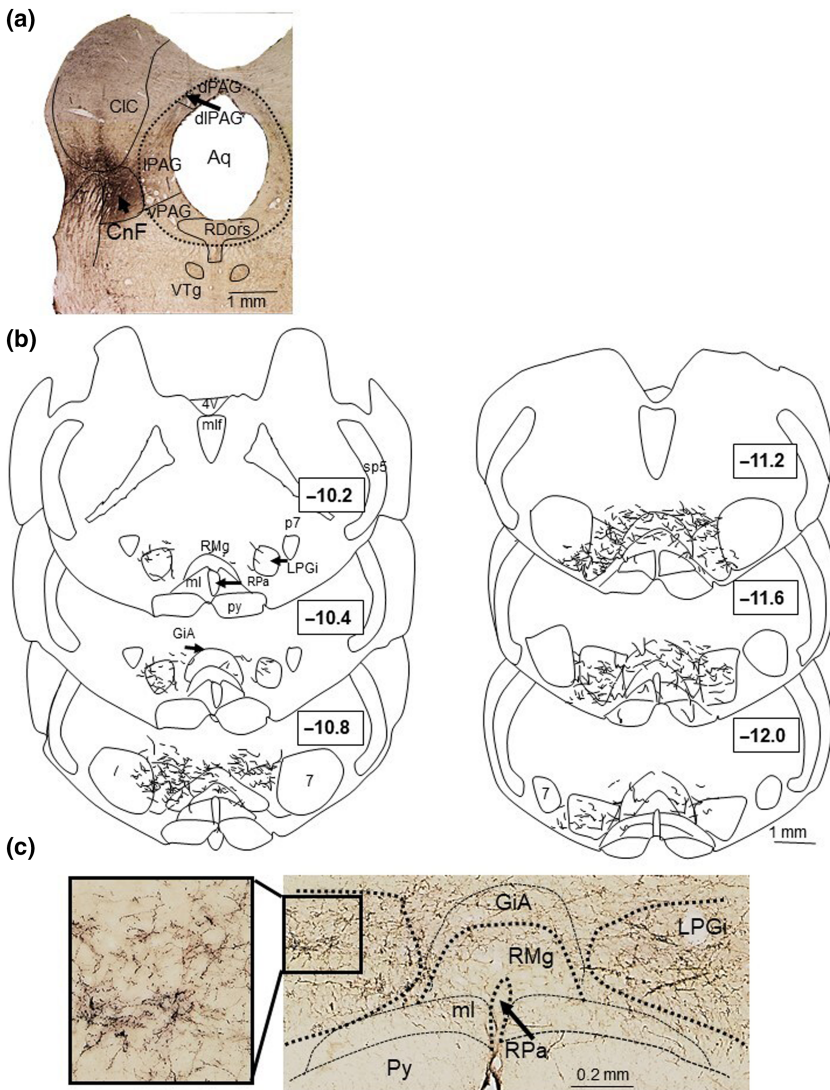 (a)
dPAG
CIC
dlPAG
lPAG
Aq
vPAG
CnF
RDors
VTg
1 mm
(b)
4V
mlf
sp5
–10.2
p7
RMg
LPGi
ml
RPa
py
–10.4
GiA
–10.8
7
–11.2
–11.6
–12.0
7
1 mm
(c)
GiA
LPGi
RMg
ml
RPa
Py
0.2 mm